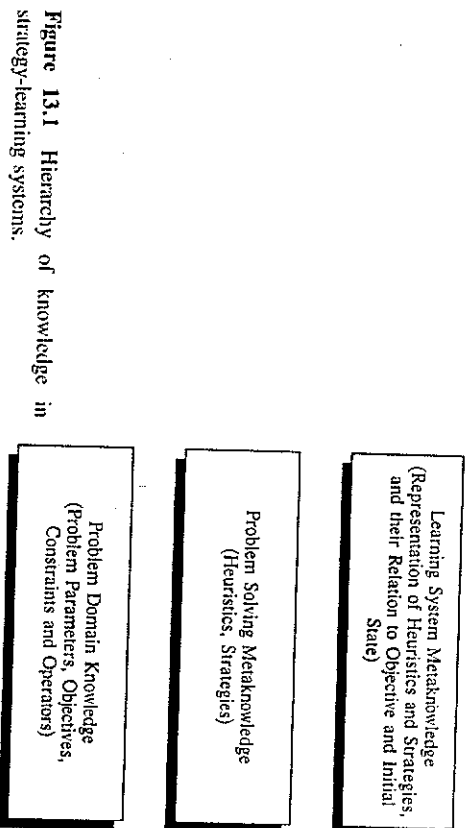 Learning System Metaknowledge
(Representation of Heuristics and Strategies,
and their Relation to Objective and Initial
State)
Problem Solving Metaknowledge
(Heuristics, Strategies)
Problem Domain Knowledge
(Problem Parameters, Objectives,
Constraints and Operators)
Figure 13.1 Hierarchy of knowledge in
strategy-learning systems.